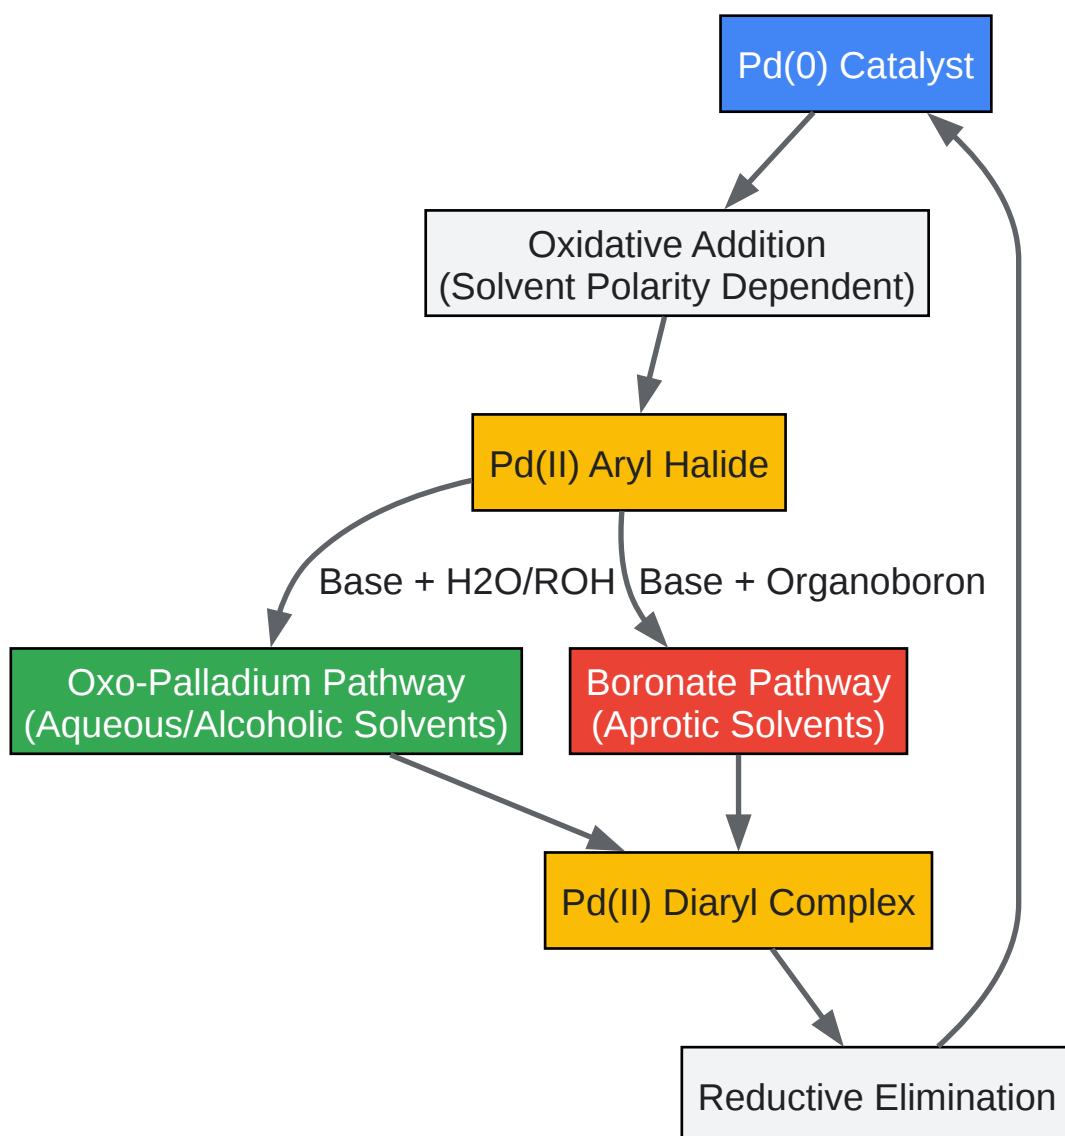 Pd(0) Catalyst
Oxidative Addition
(Solvent Polarity Dependent)
Pd(II) Aryl Halide
Base + H2O/ROH
Base + Organoboron
Oxo-Palladium Pathway
(Aqueous/Alcoholic Solvents)
Boronate Pathway
(Aprotic Solvents)
Pd(II) Diaryl Complex
Reductive Elimination